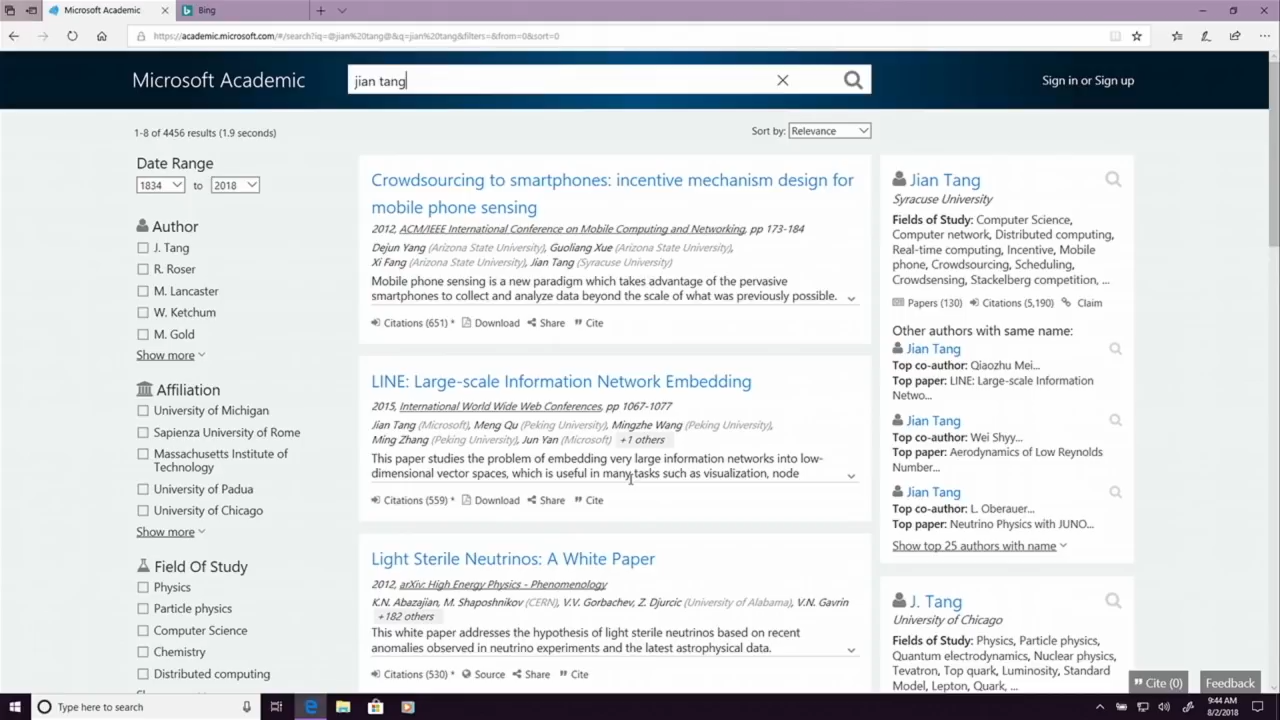 Microsoft Academic
Bing
https://academic.microsoft.com/#/search?iq=@jian%20tang@&q=jian%20tang&filters=&from=0&sort=0
Microsoft Academic
jian tang
Sign in or Sign up
1-8 of 4456 results (1.9 seconds)
Sort by: Relevance
Date Range
1834 to 2018
Author
J. Tang
R. Roser
M. Lancaster
W. Ketchum
M. Gold
Show more
Affiliation
University of Michigan
Sapienza University of Rome
Massachusetts Institute of
Technology
University of Padua
University of Chicago
Show more
Field Of Study
Physics
Particle physics
Computer Science
Chemistry
Distributed computing
Crowdsourcing to smartphones: incentive mechanism design for
mobile phone sensing
2012, ACM/IEEE International Conference on Mobile Computing and Networking, pp 173-184
Dejun Yang (Arizona State University), Guoliang Xue (Arizona State University),
Xi Fang (Arizona State University), Jian Tang (Syracuse University)
Mobile phone sensing is a new paradigm which takes advantage of the pervasive
smartphones to collect and analyze data beyond the scale of what was previously possible.
Citations (651) * Download Share Cite
LINE: Large-scale Information Network Embedding
2015, International World Wide Web Conferences, pp 1067-1077
Jian Tang (Microsoft), Meng Qu (Peking University), Mingzhe Wang (Peking University),
Ming Zhang (Peking University), Jun Yan (Microsoft) +1 others
This paper studies the problem of embedding very large information networks into low-
dimensional vector spaces, which is useful in many tasks such as visualization, node
Citations (559) * Download Share Cite
Light Sterile Neutrinos: A White Paper
2012, arXiv: High Energy Physics - Phenomenology
K.N. Abazajian, M. Shaposhnikov (CERN), V.V. Gorbachev, Z. Djurcic (University of Alabama), V.N. Gavrin
+182 others
This white paper addresses the hypothesis of light sterile neutrinos based on recent
anomalies observed in neutrino experiments and the latest astrophysical data.
Citations (530) * Source Share Cite
Jian Tang
Syracuse University
Fields of Study: Computer Science,
Computer network, Distributed computing,
Real-time computing, Incentive, Mobile
phone, Crowdsourcing, Scheduling,
Crowdsensing, Stackelberg competition, ...
Papers (130) Citations (5,190) Claim
Other authors with same name:
Jian Tang
Top co-author: Qiaozhu Mei...
Top paper: LINE: Large-scale Information
Netwo...
Jian Tang
Top co-author: Wei Shyy...
Top paper: Aerodynamics of Low Reynolds
Number...
Jian Tang
Top co-author: L. Oberauer...
Top paper: Neutrino Physics with JUNO...
Show top 25 authors with name
J. Tang
University of Chicago
Fields of Study: Physics, Particle physics,
Quantum electrodynamics, Nuclear physics,
Tevatron, Top quark, Luminosity, Standard
Model, Lepton, Quark, ...
Cite (0)
Feedback
Type here to search
9:44 AM
8/2/2018